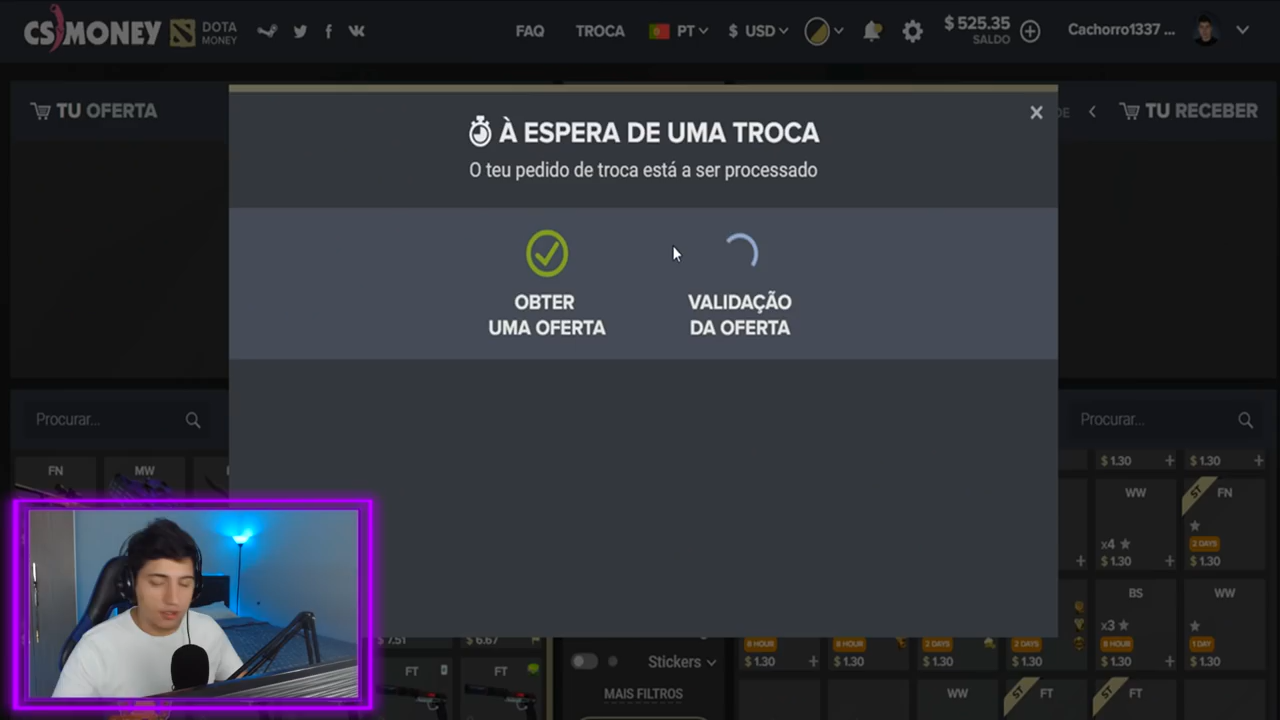 CS MONEY
DOTA
MONEY
FAQ
TROCA
PT
$ USD
$ 525.35
SALDO
Cachorro1337 ...
TU OFERTA
DE
TU RECEBER
À ESPERA DE UMA TROCA
O teu pedido de troca está a ser processado
OBTER
UMA OFERTA
VALIDAÇÃO
DA OFERTA
Procurar...
Procurar...
FN
MW
$ 1.30
$ 1.30
WW
ST
FN
x4
2 DAYS
$ 1.30
$ 1.30
BS
WW
x3
$ 7.51
$ 6.67
8 HOUR
8 HOUR
2 DAYS
2 DAYS
8 HOUR
1 DAY
$ 1.30
$ 1.30
$ 1.30
$ 1.30
$ 1.30
$ 1.30
Stickers
FT
FT
MAIS FILTROS
WW
ST
FT
ST
FT